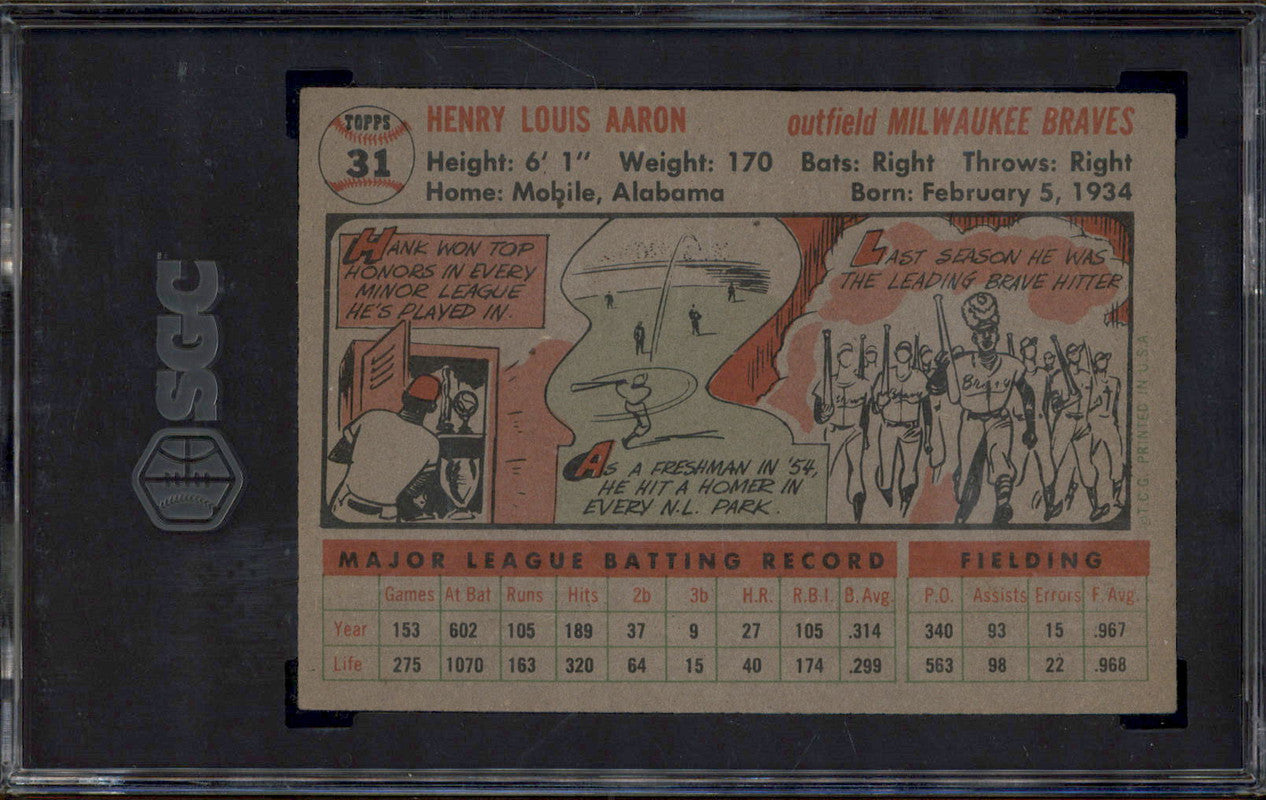 SGC
TOPPS
31
HENRY LOUIS AARON outfield MILWAUKEE BRAVES
Height: 6' 1" Weight: 170 Bats: Right Throws: Right
Home: Mobile, Alabama Born: February 5, 1934
HANK WON TOP
HONORS IN EVERY
MINOR LEAGUE
HE'S PLAYED IN.
AS A FRESHMAN IN '54,
HE HIT A HOMER IN
EVERY N.L. PARK.
LAST SEASON HE WAS
THE LEADING BRAVE HITTER
©T.C.G. PRINTED IN U.S.A.
MAJOR LEAGUE BATTING RECORD FIELDING
Games At Bat Runs Hits 2b 3b H.R. R.B.I. B. Avg. P.O. Assists Errors F. Avg.
Year 153 602 105 189 37 9 27 105 .314 340 93 15 .967
Life 275 1070 163 320 64 15 40 174 .299 563 98 22 .968